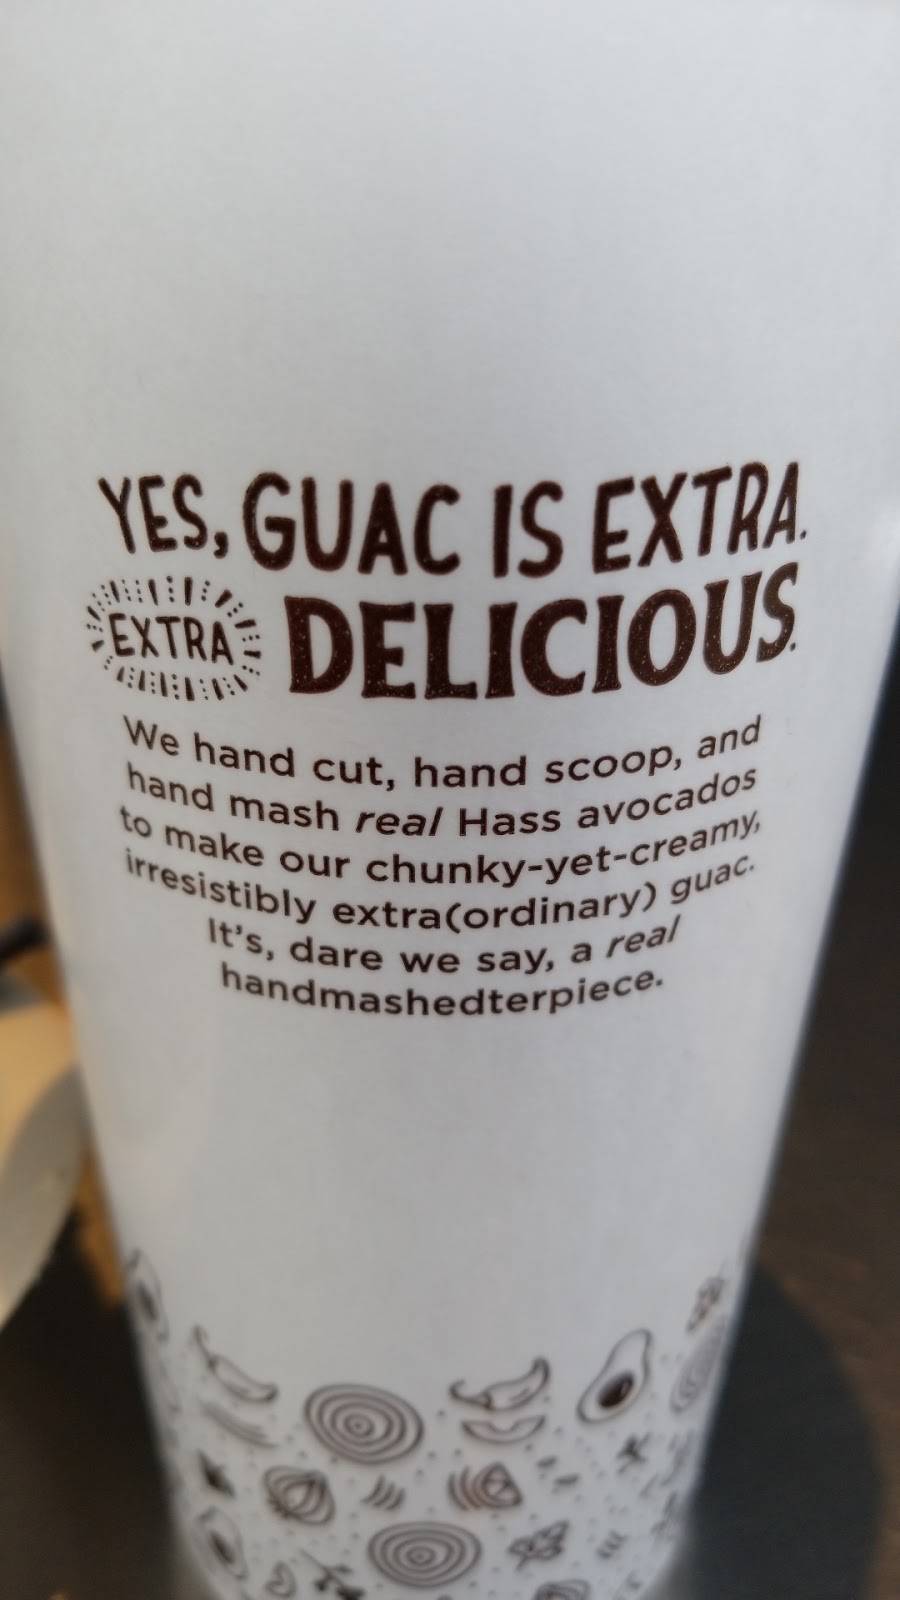 YES, GUAC IS EXTRA.
EXTRA DELICIOUS.
We hand cut, hand scoop, and
hand mash real Hass avocados
to make our chunky-yet-creamy,
irresistibly extra(ordinary) guac.
It's, dare we say, a real
handmashedterpiece.